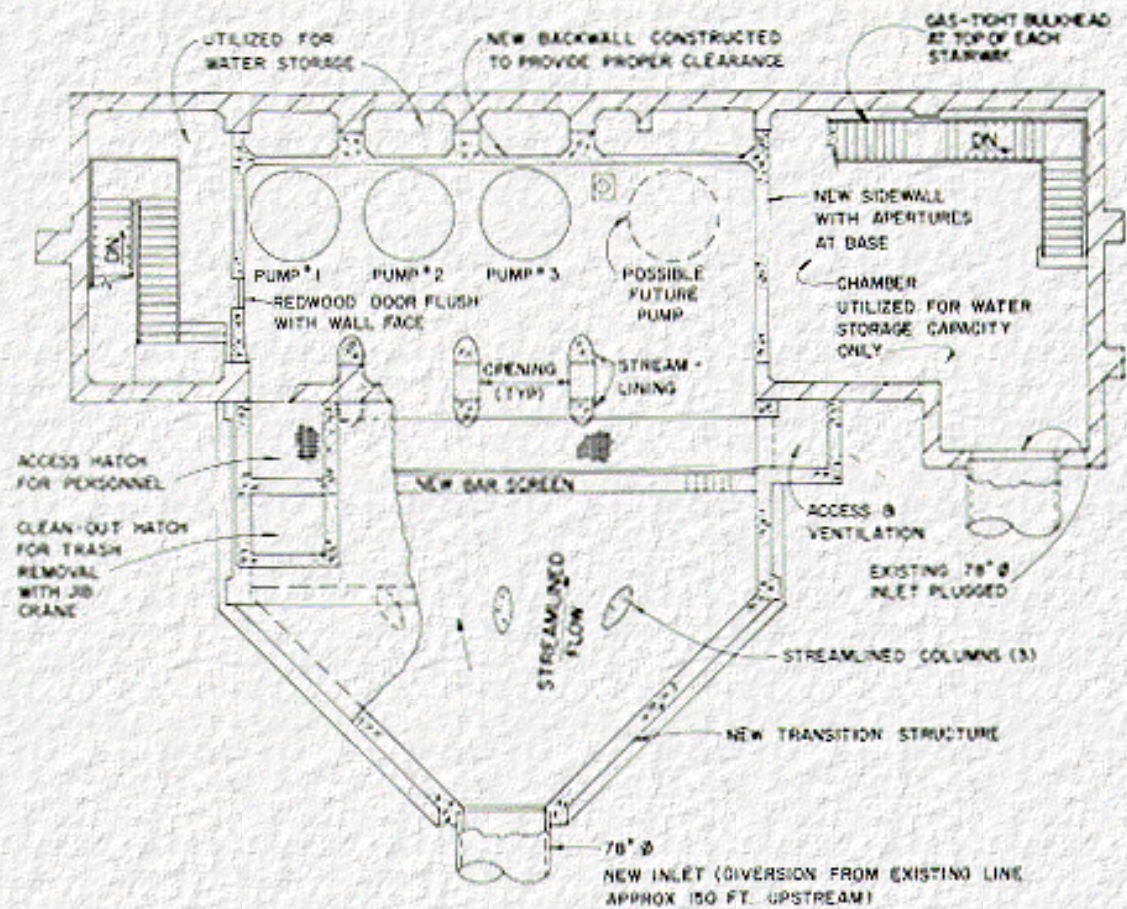 UTILIZED FOR
WATER STORAGE
NEW BACKWALL CONSTRUCTED
TO PROVIDE PROPER CLEARANCE
GAS-TIGHT BULKHEAD
AT TOP OF EACH
STAIRWAY
DN
DN
NEW SIDEWALL
WITH APERTURES
AT BASE
PUMP #1
PUMP #2
PUMP #3
POSSIBLE
FUTURE
PUMP
REDWOOD DOOR FLUSH
WITH WALL FACE
CHAMBER
UTILIZED FOR WATER
STORAGE CAPACITY
ONLY
OPENING
(TYP)
STREAM-
LINING
ACCESS HATCH
FOR PERSONNEL
NEW BAR SCREEN
CLEAN-OUT HATCH
FOR TRASH
REMOVAL
WITH JIB
CRANE
ACCESS &
VENTILATION
EXISTING 78" Ø
INLET PLUGGED
STREAMLINED
FLOW
STREAMLINED COLUMNS (3)
NEW TRANSITION STRUCTURE
78" Ø
NEW INLET (DIVERSION FROM EXISTING LINE
APPROX 150 FT. UPSTREAM)